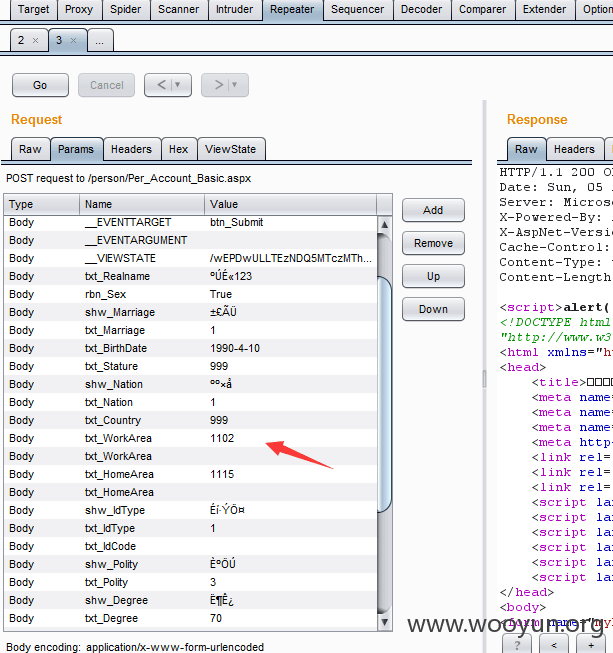 Target Proxy Spider Scanner Intruder Repeater Sequencer Decoder Comparer Extender Option
2 × 3 × ...
Go Cancel < >
Request
Response
Raw Params Headers Hex ViewState
Raw Headers
POST request to /person/Per_Account_Basic.aspx
Type Name Value
Body __EVENTTARGET btn_Submit
Body __EVENTARGUMENT
Body __VIEWSTATE /wEPDwULLTEzNDQ5MTczMTh...
Body txt_Realname ºÚÉ«123
Body rbn_Sex True
Body shw_Marriage ±£ÃÜ
Body txt_Marriage 1
Body txt_BirthDate 1990-4-10
Body txt_Stature 999
Body shw_Nation ºº×å
Body txt_Nation 1
Body txt_Country 999
Body txt_WorkArea 1102
Body txt_WorkArea
Body txt_HomeArea 1115
Body txt_HomeArea
Body shw_IdType Éí·ÝÖ¤
Body txt_IdType 1
Body txt_IdCode
Body shw_Polity ÈºÖÚ
Body txt_Polity 3
Body shw_Degree Ë¶Ê¿
Body txt_Degree 70
Add
Remove
Up
Down
Body encoding: application/x-www-form-urlencoded
HTTP/1.1 200 O
Date: Sun, 05
Server: Micros
X-Powered-By:
X-AspNet-Versi
Cache-Control:
Content-Type:
Content-Length
<script>alert(
<!DOCTYPE html
"http://www.w3
<html xmlns="h
<head>
<title>
<meta name=
<meta name=
<meta name=
<meta http-
<link rel=
<link rel=
<link rel=
<script lan
<script lan
<script lan
<script lan
<script lan
</head>
<body>
<form name="my
? < +
www.wooyun.org